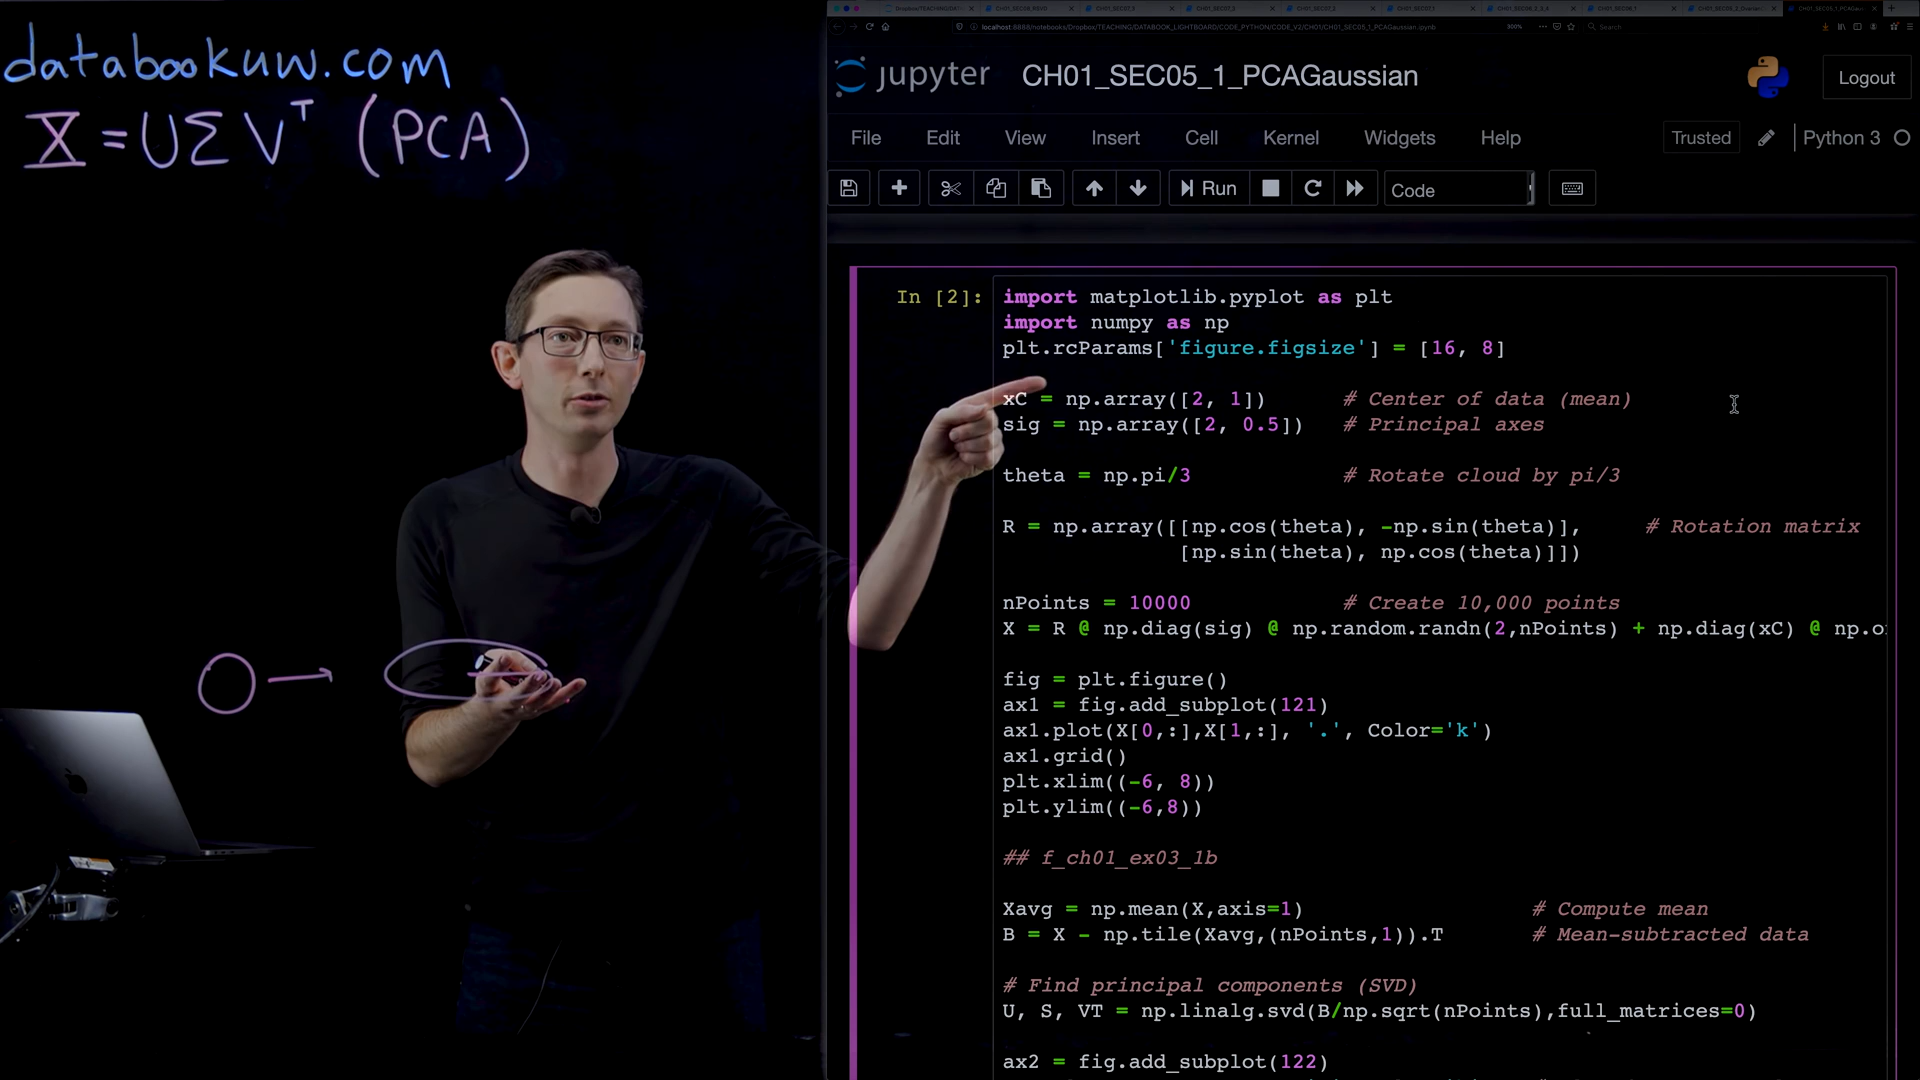 databookuw.com
X = UΣV^T (PCA)
jupyter CH01_SEC05_1_PCAGaussian
Logout
File Edit View Insert Cell Kernel Widgets Help Trusted Python 3
Run Code
In [2]:
import matplotlib.pyplot as plt
import numpy as np
plt.rcParams['figure.figsize'] = [16, 8]
xC = np.array([2, 1]) # Center of data (mean)
sig = np.array([2, 0.5]) # Principal axes
theta = np.pi/3 # Rotate cloud by pi/3
R = np.array([[np.cos(theta), -np.sin(theta)], # Rotation matrix
[np.sin(theta), np.cos(theta)]])
nPoints = 10000 # Create 10,000 points
X = R @ np.diag(sig) @ np.random.randn(2,nPoints) + np.diag(xC) @ np.o
fig = plt.figure()
ax1 = fig.add_subplot(121)
ax1.plot(X[0,:],X[1,:], '.', Color='k')
ax1.grid()
plt.xlim((-6, 8))
plt.ylim((-6,8))
## f_ch01_ex03_1b
Xavg = np.mean(X,axis=1) # Compute mean
B = X - np.tile(Xavg,(nPoints,1)).T # Mean-subtracted data
# Find principal components (SVD)
U, S, VT = np.linalg.svd(B/np.sqrt(nPoints),full_matrices=0)
ax2 = fig.add_subplot(122)